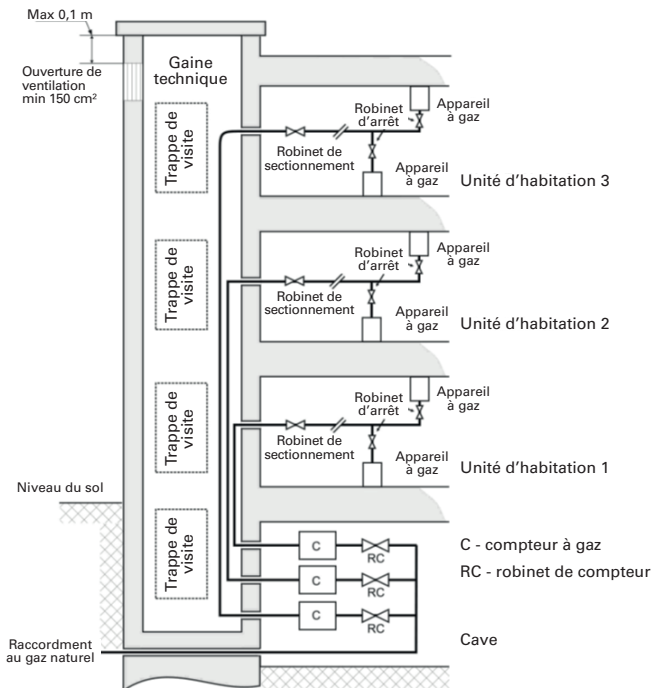 Max 0,1 m
Ouverture de
ventilation
min 150 cm²
Gaine
technique
Trappe de
visite
Robinet
d'arrêt
Appareil
à gaz
Robinet de
sectionnement
Appareil
à gaz
Unité d'habitation 3
Trappe de
visite
Robinet
d'arrêt
Appareil
à gaz
Robinet de
sectionnement
Appareil
à gaz
Unité d'habitation 2
Trappe de
visite
Robinet
d'arrêt
Appareil
à gaz
Robinet de
sectionnement
Appareil
à gaz
Unité d'habitation 1
Niveau du sol
Trappe de
visite
C
RC
C
RC
C
RC
C - compteur à gaz
RC - robinet de compteur
Cave
Raccordment
au gaz naturel